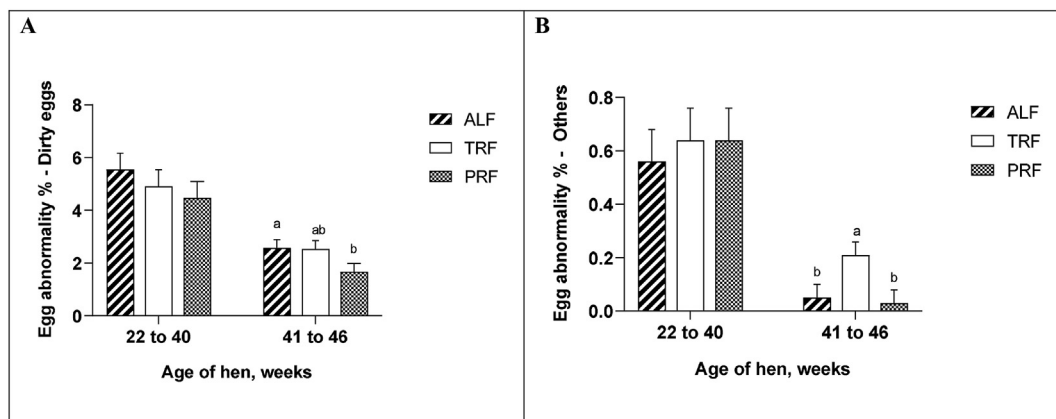 A
Egg abnormality % - Dirty eggs
8
6
4
2
0
a
ab
b
22 to 40
41 to 46
Age of hen, weeks
ALF
TRF
PRF
B
Egg abnormality % - Others
0.8
0.6
0.4
0.2
0.0
b
a
b
22 to 40
41 to 46
Age of hen, weeks
ALF
TRF
PRF